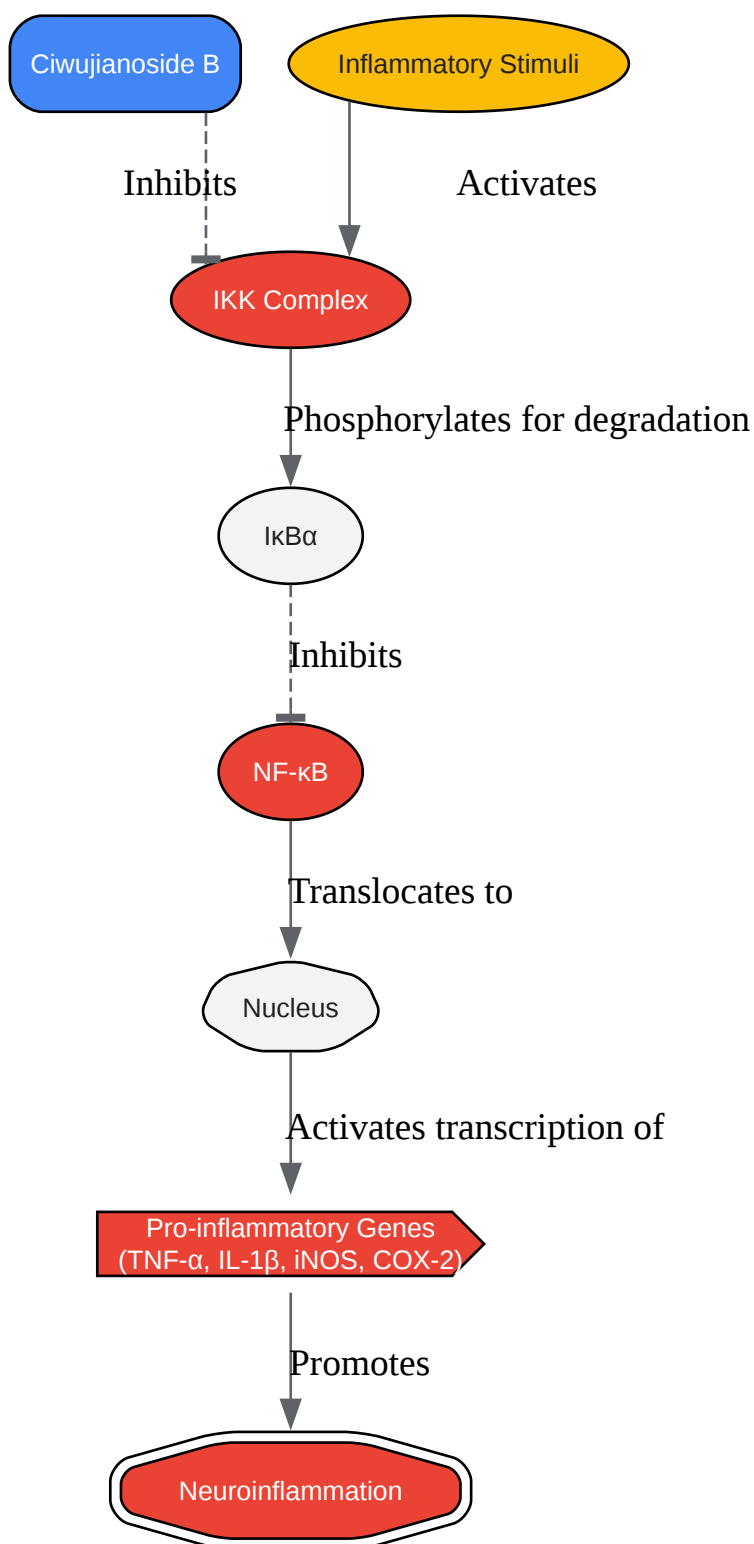 Ciwujianoside B
Inflammatory Stimuli
Inhibits
Activates
IKK Complex
Phosphorylates for degradation
IκBα
Inhibits
NF-κB
Translocates to
Nucleus
Activates transcription of
Pro-inflammatory Genes
(TNF-α, IL-1β, iNOS, COX-2)
Promotes
Neuroinflammation